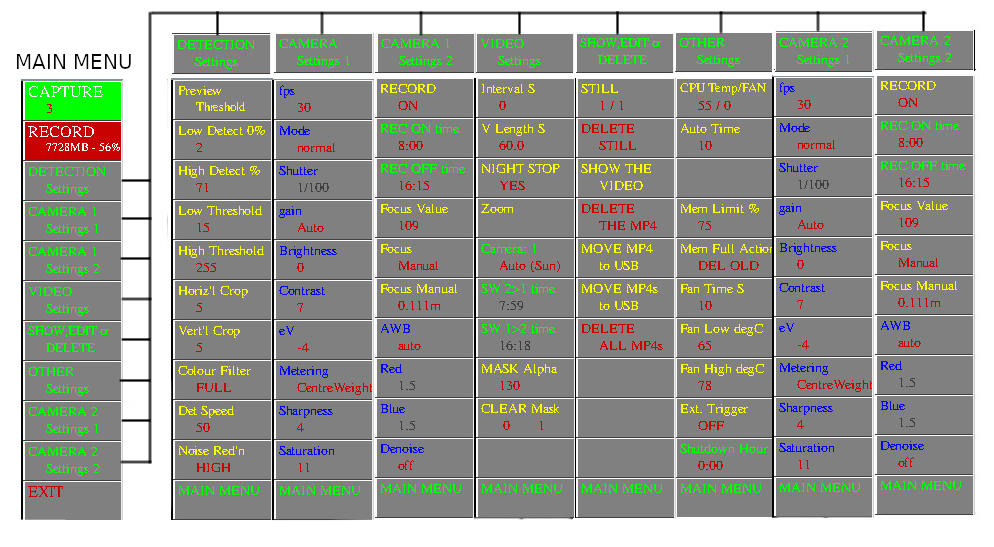 MAIN MENU
CAPTURE
3
RECORD
7728MB - 56%
DETECTION
Settings
CAMERA 1
Settings 1
CAMERA 1
Settings 2
VIDEO
Settings
SHOW,EDIT or
DELETE
OTHER
Settings
CAMERA 2
Settings 1
CAMERA 2
Settings 2
EXIT
DETECTION
Settings
Preview
Threshold
Low Detect 0%
2
High Detect %
71
Low Threshold
15
High Threshold
255
Horiz'l Crop
5
Vert'l Crop
5
Colour Filter
FULL
Det Speed
50
Noise Red'n
HIGH
MAIN MENU
CAMERA
Settings 1
fps
30
Mode
normal
Shutter
1/100
gain
Auto
Brightness
0
Contrast
7
eV
-4
Metering
CentreWeight
Sharpness
4
Saturation
11
MAIN MENU
CAMERA 1
Settings 2
RECORD
ON
REC ON time
8:00
REC OFF time
16:15
Focus Value
109
Focus
Manual
Focus Manual
0.111m
AWB
auto
Red
1.5
Blue
1.5
Denoise
off
MAIN MENU
VIDEO
Settings
Interval S
0
V Length S
60.0
NIGHT STOP
YES
Zoom
Camera: 1
Auto (Sun)
SW 2>1 time
7:59
SW 1>2 time
16:18
MASK Alpha
130
CLEAR Mask
0 1
MAIN MENU
SHOW,EDIT or
DELETE
STILL
1 / 1
DELETE
STILL
SHOW THE
VIDEO
DELETE
THE MP4
MOVE MP4
to USB
MOVE MP4s
to USB
DELETE
ALL MP4s
MAIN MENU
OTHER
Settings
CPU Temp/FAN
55 / 0
Auto Time
10
Mem Limit %
75
Mem Full Action
DEL OLD
Fan Time S
10
Fan Low degC
65
Fan High degC
78
Ext. Trigger
OFF
Shutdown Hour
0:00
MAIN MENU
CAMERA 2
Settings 1
fps
30
Mode
normal
Shutter
1/100
gain
Auto
Brightness
0
Contrast
7
eV
-4
Metering
CentreWeight
Sharpness
4
Saturation
11
MAIN MENU
CAMERA 2
Settings 2
RECORD
ON
REC ON time
8:00
REC OFF time
16:15
Focus Value
109
Focus
Manual
Focus Manual
0.111m
AWB
auto
Red
1.5
Blue
1.5
Denoise
off
MAIN MENU